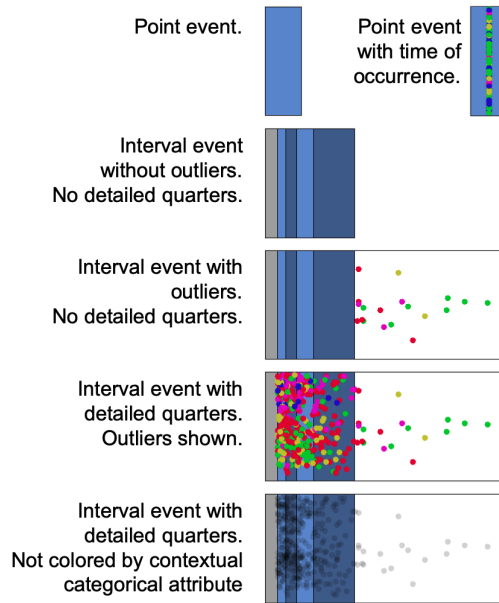 Point event.
Point event
with time of
occurrence.
Interval event
without outliers.
No detailed quarters.
Interval event with
outliers.
No detailed quarters.
Interval event with
detailed quarters.
Outliers shown.
Interval event with
detailed quarters.
Not colored by contextual
categorical attribute